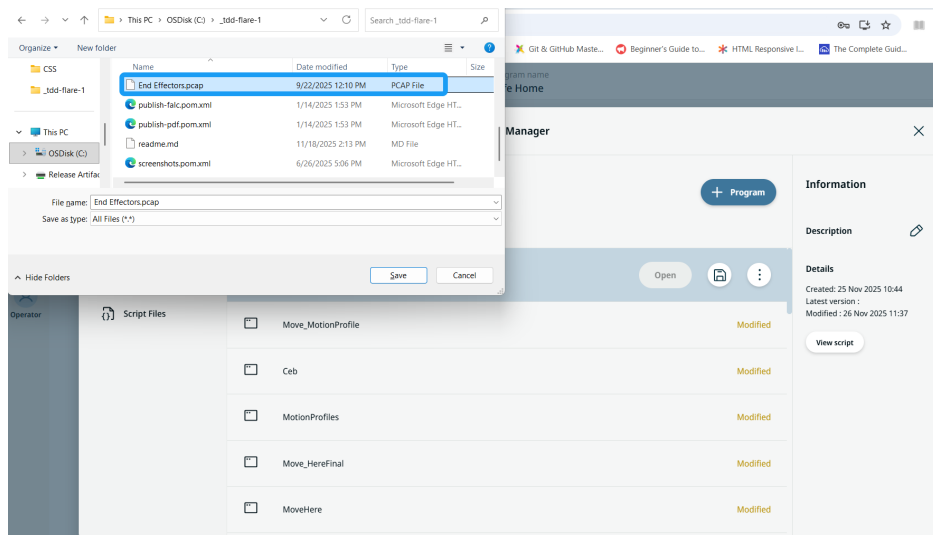 This PC > OSDisk (C:) > _tdd-flare-1
Search _tdd-flare-1
Organize
New folder
?
CSS
_tdd-flare-1
This PC
OSDisk (C:)
Release Artifac
Name Date modified Type Size
End Effectors.pcap 9/22/2025 12:10 PM PCAP File
publish-falc.pom.xml 1/14/2025 1:53 PM Microsoft Edge HT...
publish-pdf.pom.xml 1/14/2025 1:53 PM Microsoft Edge HT...
readme.md 11/18/2025 2:13 PM MD File
screenshots.pom.xml 6/26/2025 5:06 PM Microsoft Edge HT...
File name: End Effectors.pcap
Save as type: All Files (*.*)
Hide Folders
Save
Cancel
Git & GitHub Maste...
Beginner's Guide to...
HTML Responsive I...
The Complete Guid...
gram name
e Home
Manager
+ Program
Open
Operator
{} Script Files
Move_MotionProfile Modified
Ceb Modified
MotionProfiles Modified
Move_HereFinal Modified
MoveHere Modified
Information
Description
Details
Created: 25 Nov 2025 10:44
Latest version :
Modified : 26 Nov 2025 11:37
View script